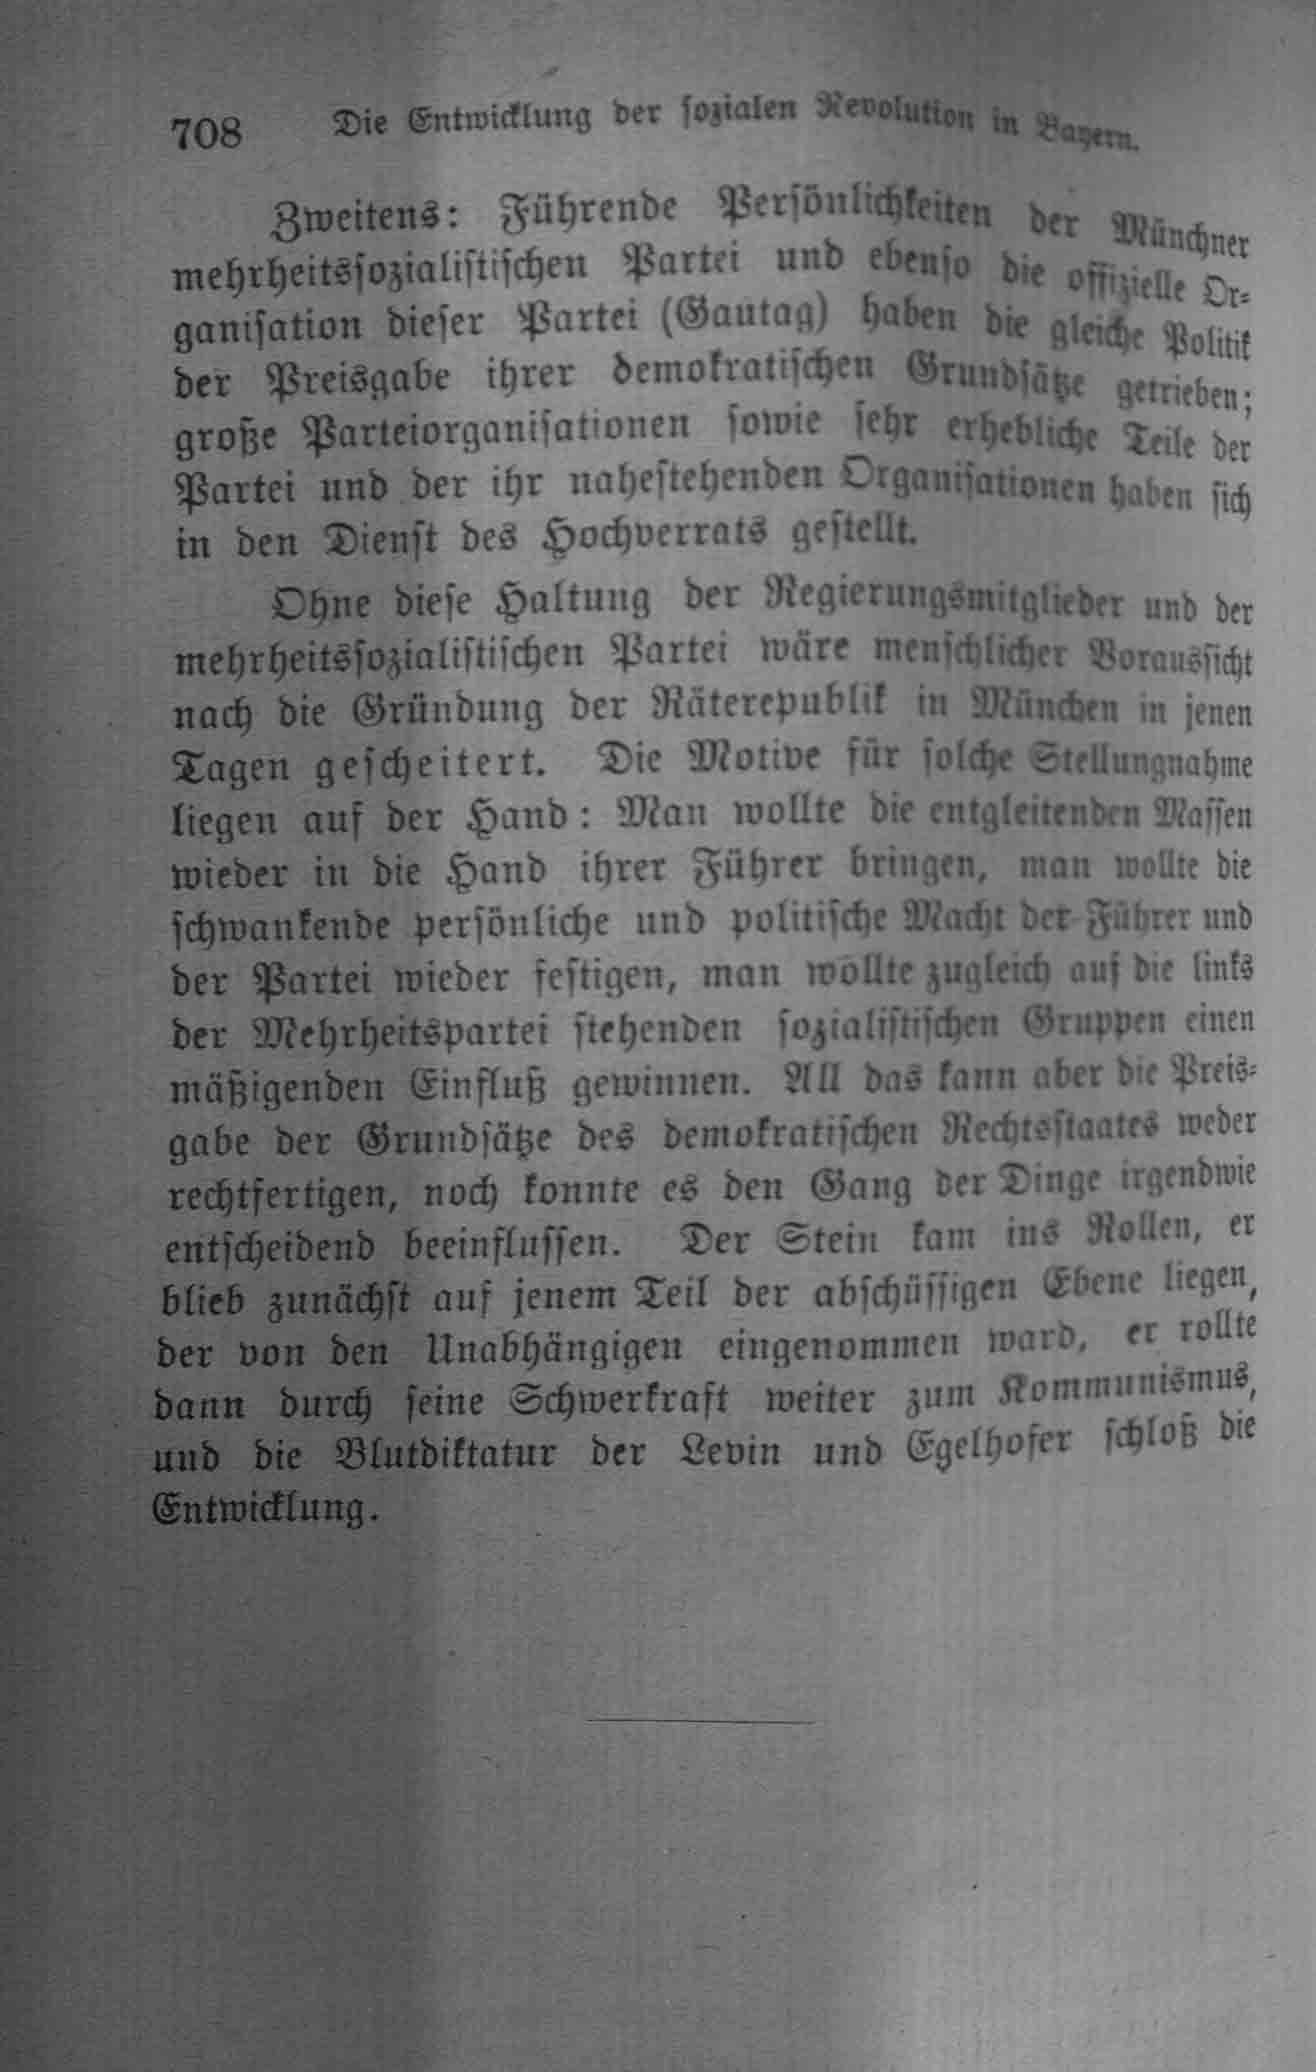 708 Die Entwicklung der sozialen Revolution in Bayern.
Zweitens: Führende Persönlichkeiten der Münchner
mehrheitssozialistischen Partei und ebenso die offizielle Or-
ganisation dieser Partei (Gautag) haben die gleiche Politik
der Preisgabe ihrer demokratischen Grundsätze getrieben;
große Parteiorganisationen sowie sehr erhebliche Teile der
Partei und der ihr nahestehenden Organisationen haben sich
in den Dienst des Hochverrats gestellt.
Ohne diese Haltung der Regierungsmitglieder und der
mehrheitssozialistischen Partei wäre menschlicher Voraussicht
nach die Gründung der Räterepublik in München in jenen
Tagen gescheitert. Die Motive für solche Stellungnahme
liegen auf der Hand: Man wollte die entgleitenden Massen
wieder in die Hand ihrer Führer bringen, man wollte die
schwankende persönliche und politische Macht der Führer und
der Partei wieder festigen, man wollte zugleich auf die links
der Mehrheitspartei stehenden sozialistischen Gruppen einen
mäßigenden Einfluß gewinnen. All das kann aber die Preis-
gabe der Grundsätze des demokratischen Rechtsstaates weder
rechtfertigen, noch konnte es den Gang der Dinge irgendwie
entscheidend beeinflussen. Der Stein kam ins Rollen, er
blieb zunächst auf jenem Teil der abschüssigen Ebene liegen,
der von den Unabhängigen eingenommen ward, er rollte
dann durch seine Schwerkraft weiter zum Kommunismus,
und die Blutdiktatur der Levin und Egelhofer schloß die
Entwicklung.